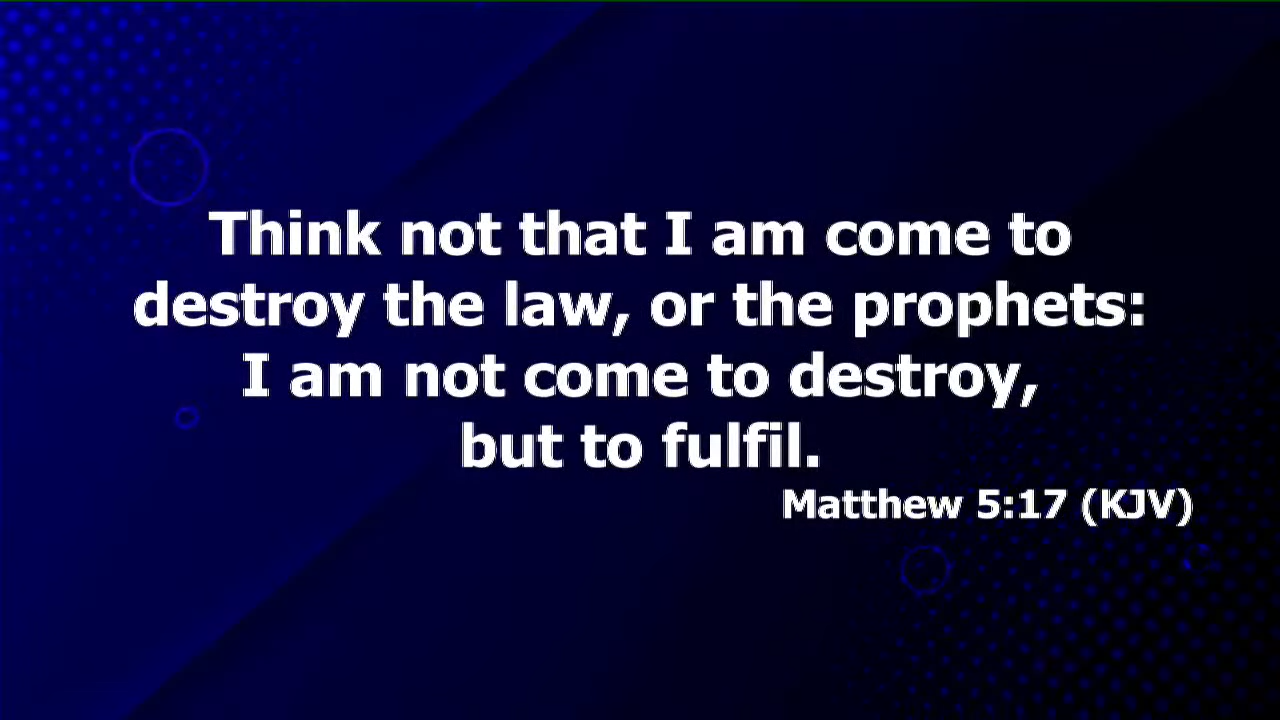 Think not that I am come to
destroy the law, or the prophets:
I am not come to destroy,
but to fulfil.
Matthew 5:17 (KJV)